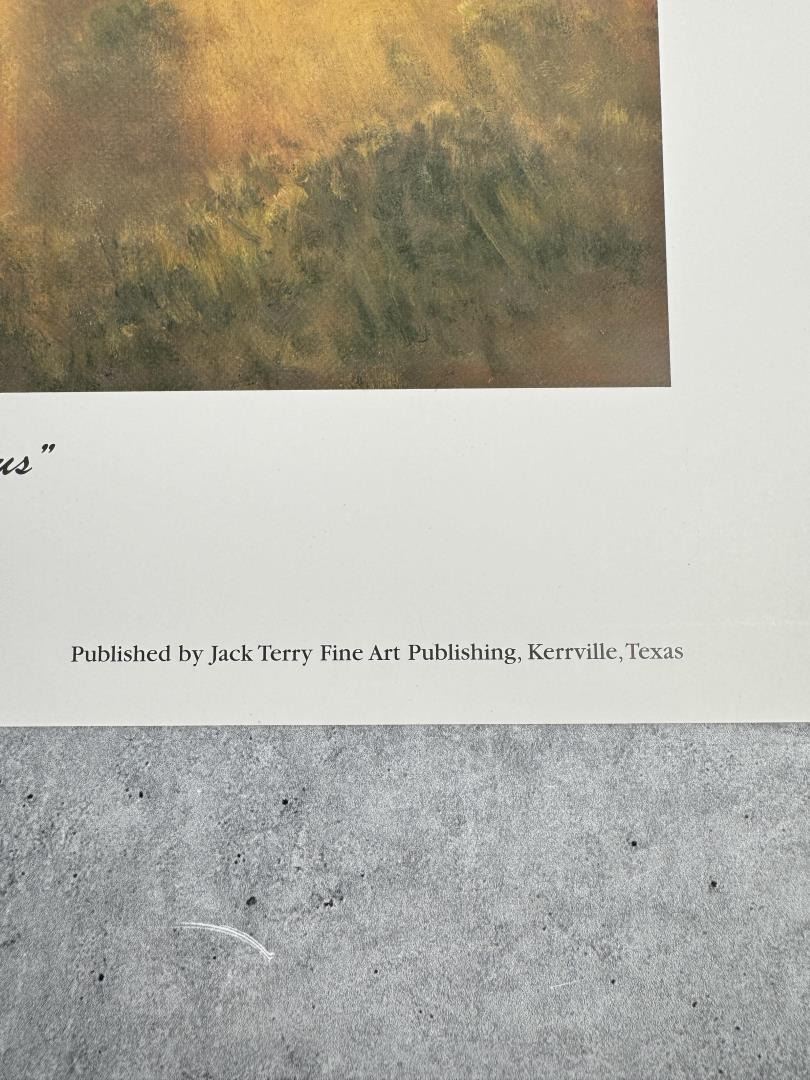 us"
Published by Jack Terry Fine Art Publishing, Kerrville, Texas